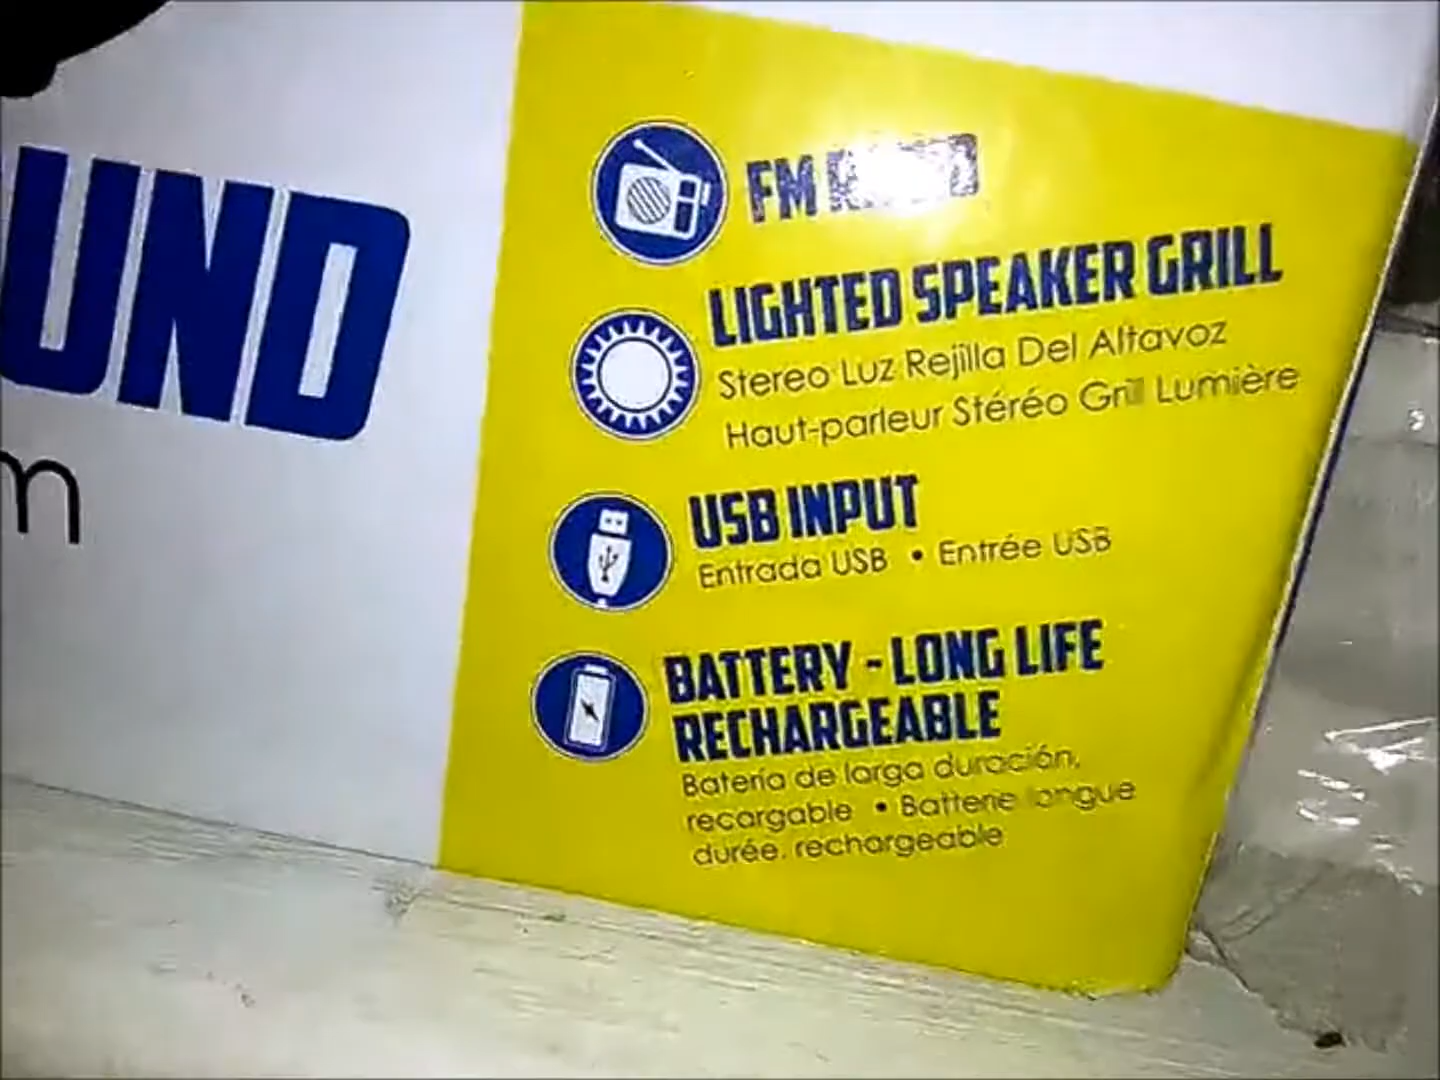 UND
m
FM RADIO
LIGHTED SPEAKER GRILL
Stereo Luz Rejilla Del Altavoz
Haut-parleur Stéréo Grill Lumière
USB INPUT
Entrada USB • Entrée USB
BATTERY - LONG LIFE
RECHARGEABLE
Batería de larga duración,
recargable • Batterie longue
durée, rechargeable